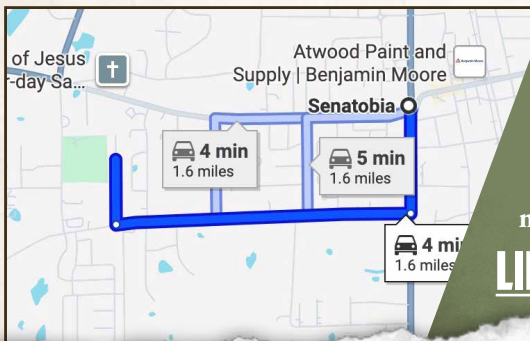 of Jesus
r-day Sa...
Atwood Paint and
Supply | Benjamin Moore
Senatobia
4 min
1.6 miles
5 min
1.6 miles
4 min
1.6 miles